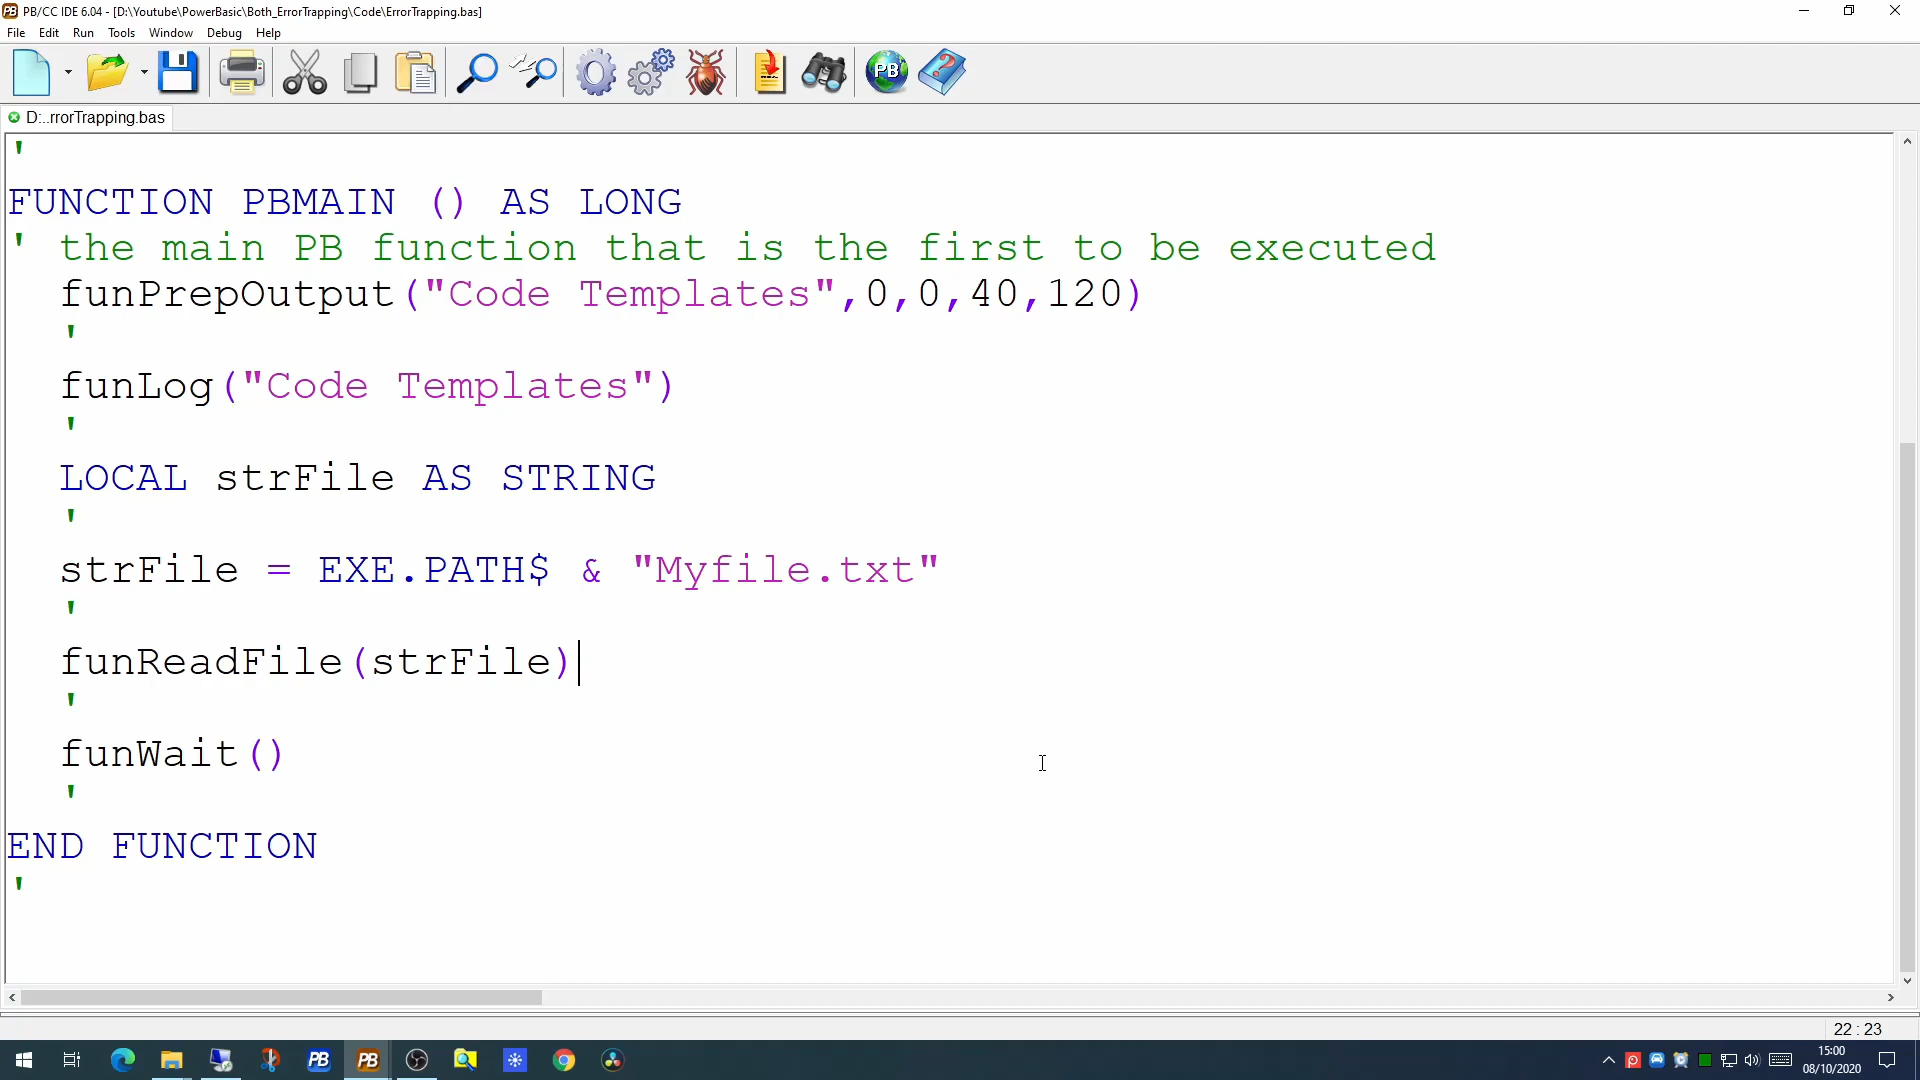 PB/CC IDE 6.04 - [D:\Youtube\PowerBasic\Both_ErrorTrapping\Code\ErrorTrapping.bas]
File Edit Run Tools Window Debug Help
PB
D:..rrorTrapping.bas
'
FUNCTION PBMAIN () AS LONG
' the main PB function that is the first to be executed
funPrepOutput("Code Templates",0,0,40,120)
'
funLog("Code Templates")
'
LOCAL strFile AS STRING
'
strFile = EXE.PATH$ & "Myfile.txt"
'
funReadFile(strFile)
'
funWait()
'
END FUNCTION
'
22 : 23
PB PB
15:00
08/10/2020